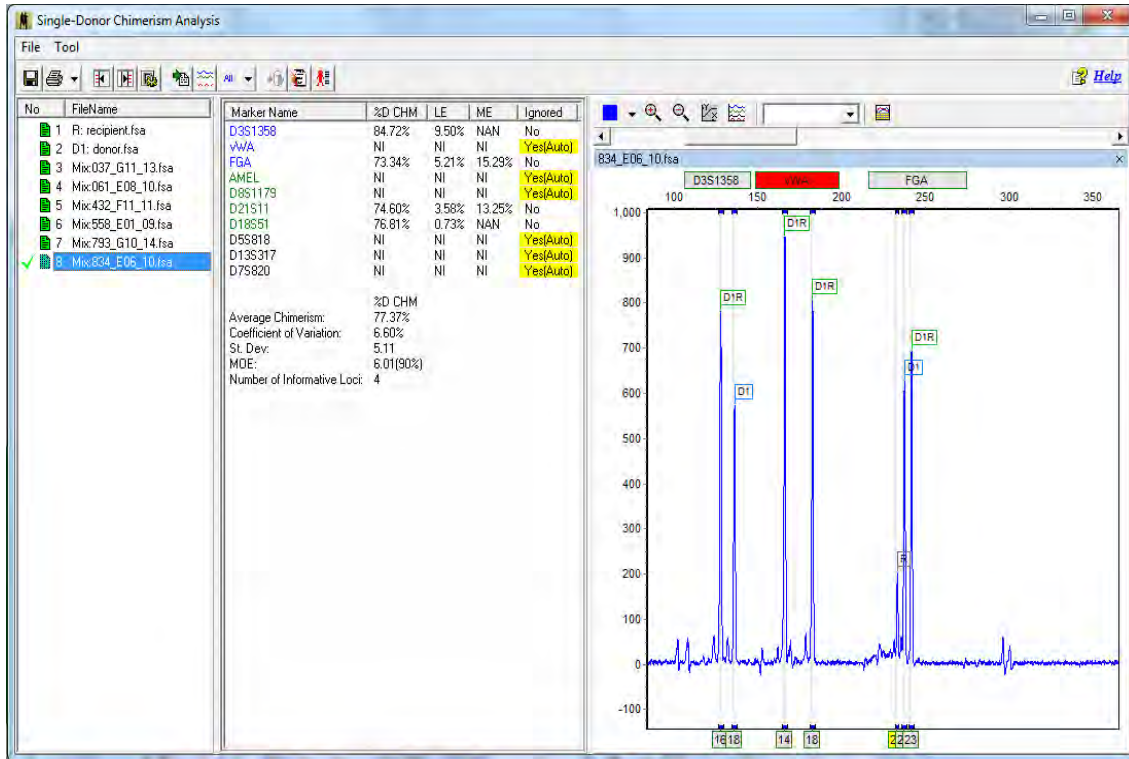 Single-Donor Chimerism Analysis
File Tool
All
Help
No FileName
1 R: recipient.fsa
2 D1: donor.fsa
3 Mix:037_G11_13.fsa
4 Mix:061_E08_10.fsa
5 Mix:432_F11_11.fsa
6 Mix:558_E01_09.fsa
7 Mix:793_G10_14.fsa
8 Mix:834_E06_10.fsa
Marker Name %D CHM LE ME Ignored
D3S1358 84.72% 9.50% NAN No
vWA NI NI NI Yes(Auto)
FGA 73.34% 5.21% 15.29% No
AMEL NI NI NI Yes(Auto)
D8S1179 NI NI NI Yes(Auto)
D21S11 74.60% 3.58% 13.25% No
D18S51 76.81% 0.73% NAN No
D5S818 NI NI NI Yes(Auto)
D13S317 NI NI NI Yes(Auto)
D7S820 NI NI NI Yes(Auto)
%D CHM
Average Chimerism: 77.37%
Coefficient of Variation: 6.60%
St. Dev: 5.11
MOE: 6.01(90%)
Number of Informative Loci: 4
834_E06_10.fsa
D3S1358 vWA FGA
100 150 200 250 300 350
1,000
900
800
700
600
500
400
300
200
100
0
-100
D1R
D1R
D1R
D1R
D1
D1
R
16 18 14 18 23